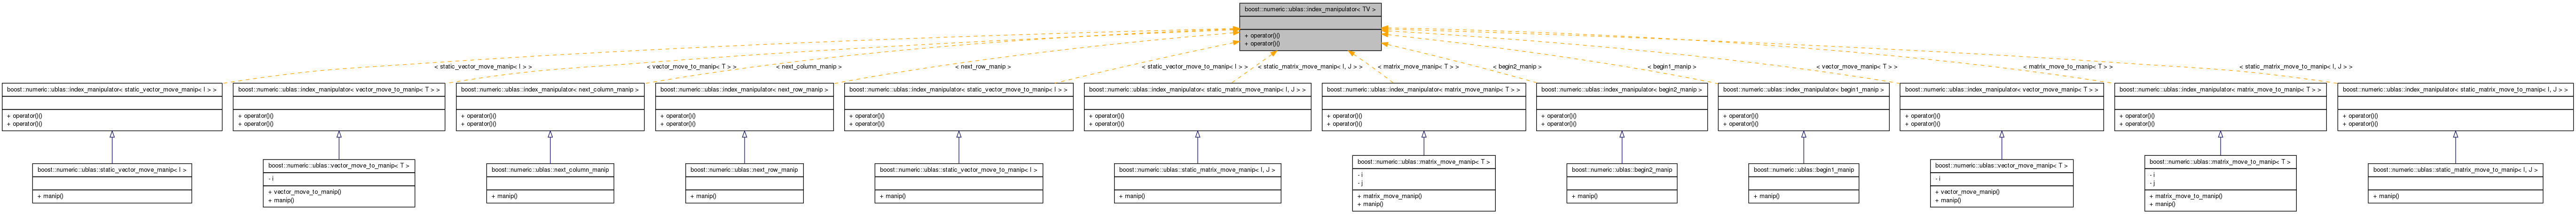 boost::numeric::ublas::index_manipulator< TV >
+ operator()()
+ operator()()
< static_vector_move_manip< I > >
< vector_move_to_manip< T > >
< next_column_manip >
< next_row_manip >
< static_vector_move_to_manip< I > >
< static_matrix_move_manip< I, J > >
< matrix_move_manip< T > >
< begin2_manip >
< begin1_manip >
< vector_move_manip< T > >
< matrix_move_to_manip< T > >
< static_matrix_move_to_manip< I, J > >
boost::numeric::ublas::index_manipulator< static_vector_move_manip< I > >
+ operator()()
+ operator()()
boost::numeric::ublas::index_manipulator< vector_move_to_manip< T > >
+ operator()()
+ operator()()
boost::numeric::ublas::index_manipulator< next_column_manip >
+ operator()()
+ operator()()
boost::numeric::ublas::index_manipulator< next_row_manip >
+ operator()()
+ operator()()
boost::numeric::ublas::index_manipulator< static_vector_move_to_manip< I > >
+ operator()()
+ operator()()
boost::numeric::ublas::index_manipulator< static_matrix_move_manip< I, J > >
+ operator()()
+ operator()()
boost::numeric::ublas::index_manipulator< matrix_move_manip< T > >
+ operator()()
+ operator()()
boost::numeric::ublas::index_manipulator< begin2_manip >
+ operator()()
+ operator()()
boost::numeric::ublas::index_manipulator< begin1_manip >
+ operator()()
+ operator()()
boost::numeric::ublas::index_manipulator< vector_move_manip< T > >
+ operator()()
+ operator()()
boost::numeric::ublas::index_manipulator< matrix_move_to_manip< T > >
+ operator()()
+ operator()()
boost::numeric::ublas::index_manipulator< static_matrix_move_to_manip< I, J > >
+ operator()()
+ operator()()
boost::numeric::ublas::static_vector_move_manip< I >
+ manip()
boost::numeric::ublas::vector_move_to_manip< T >
- i
+ vector_move_to_manip()
+ manip()
boost::numeric::ublas::next_column_manip
+ manip()
boost::numeric::ublas::next_row_manip
+ manip()
boost::numeric::ublas::static_vector_move_to_manip< I >
+ manip()
boost::numeric::ublas::static_matrix_move_manip< I, J >
+ manip()
boost::numeric::ublas::matrix_move_manip< T >
- i
- j
+ matrix_move_manip()
+ manip()
boost::numeric::ublas::begin2_manip
+ manip()
boost::numeric::ublas::begin1_manip
+ manip()
boost::numeric::ublas::vector_move_manip< T >
- i
+ vector_move_manip()
+ manip()
boost::numeric::ublas::matrix_move_to_manip< T >
- i
- j
+ matrix_move_to_manip()
+ manip()
boost::numeric::ublas::static_matrix_move_to_manip< I, J >
+ manip()